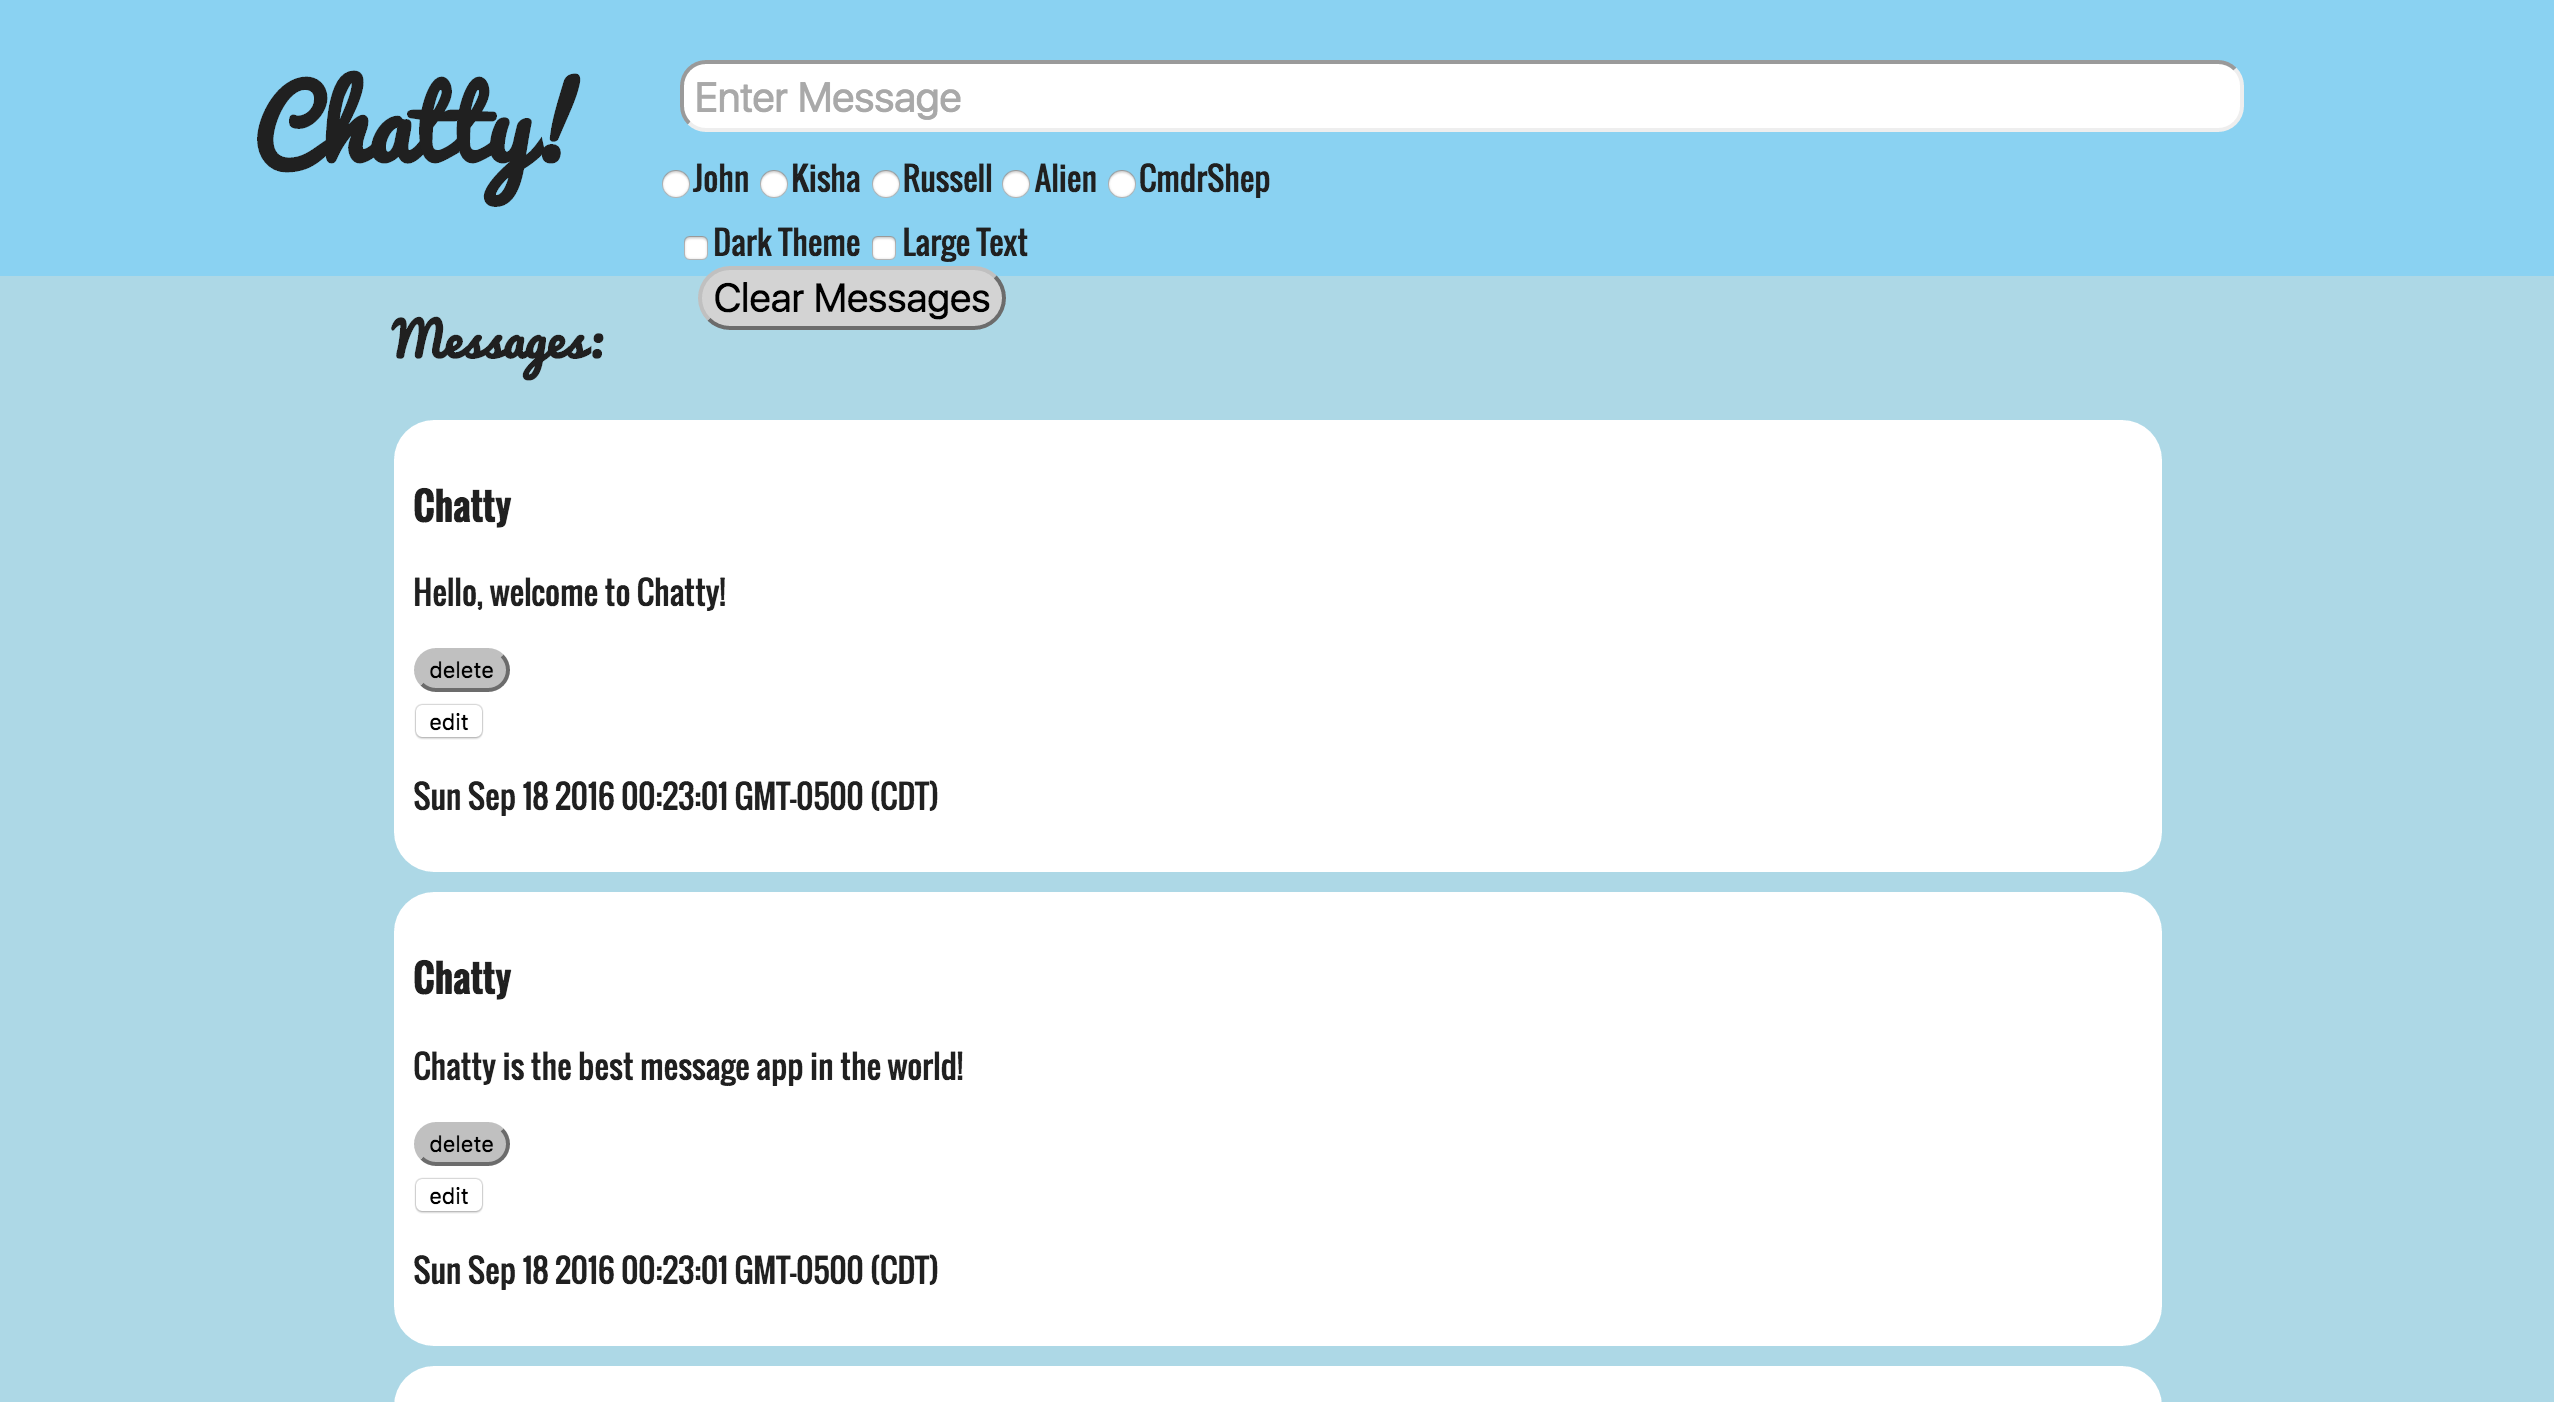 Chatty!
Enter Message
John Kisha Russell Alien CmdrShep
Dark Theme Large Text
Clear Messages
Messages:
Chatty
Hello, welcome to Chatty!
delete
edit
Sun Sep 18 2016 00:23:01 GMT-0500 (CDT)
Chatty
Chatty is the best message app in the world!
delete
edit
Sun Sep 18 2016 00:23:01 GMT-0500 (CDT)